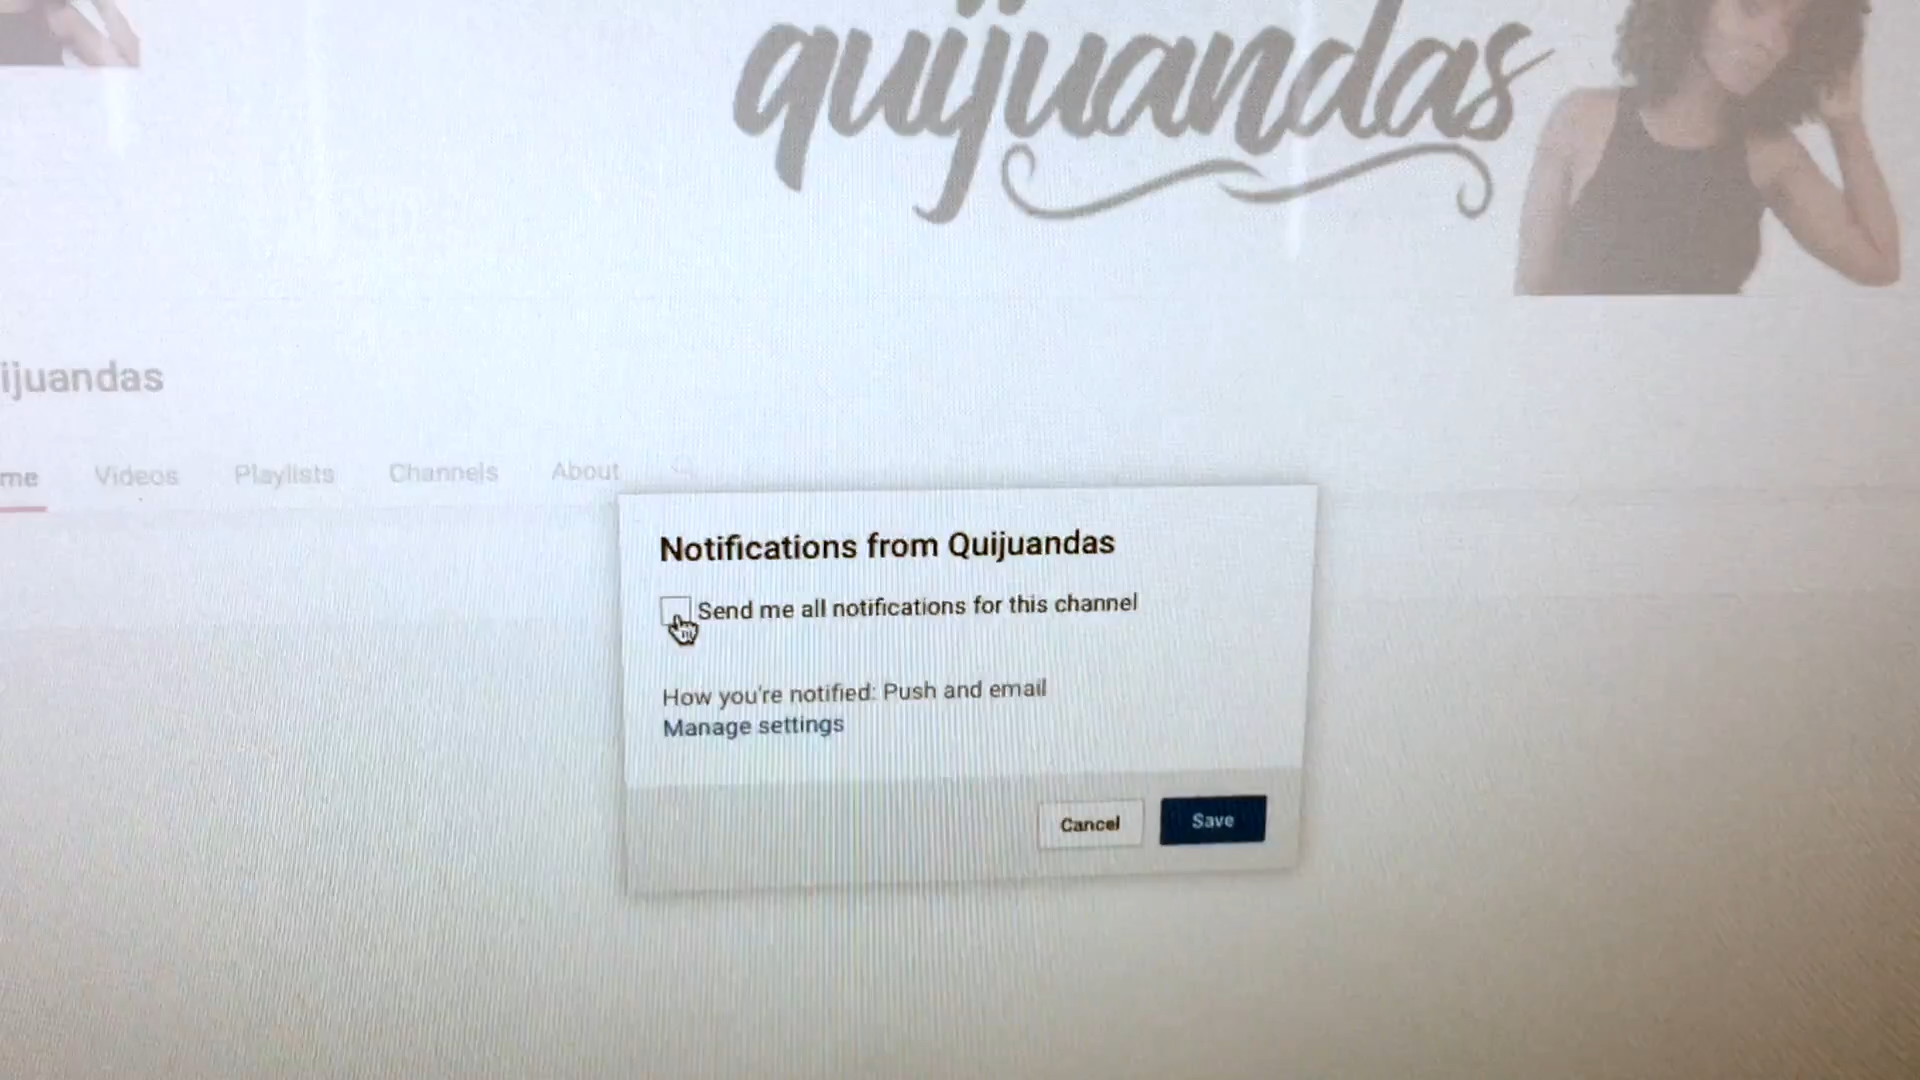 quijuandas
ijuandas
me Videos Playlists Channels About
Notifications from Quijuandas
Send me all notifications for this channel
How you're notified: Push and email
Manage settings
Cancel Save